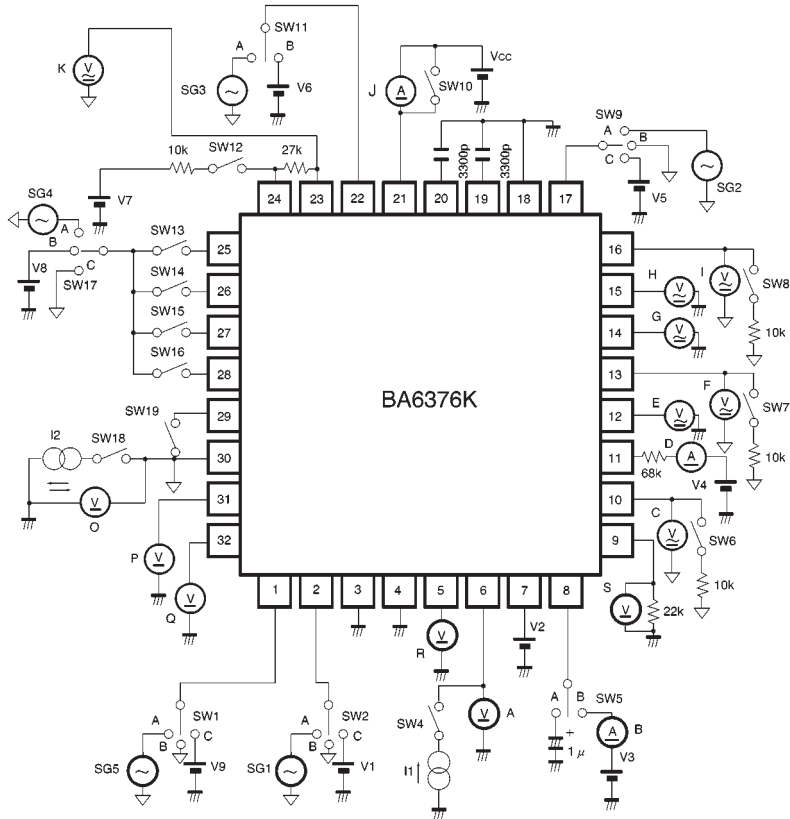 SW11
A
B
K
V
SG3
V6
J
A
SW10
Vcc
SW9
A
B
C
SG2
V5
10k
SW12
27k
3300p
3300p
V7
24
23
22
21
20
19
18
17
SG4
A
B
C
V8
SW17
SW13
SW14
SW15
SW16
25
26
27
28
29
30
31
32
BA6376K
16
15
14
13
12
11
10
9
H
V
I
V
SW8
G
V
10k
F
V
SW7
E
V
D
A
68k
V4
10k
C
V
SW6
10k
S
V
22k
SW19
I2
SW18
V
O
P
V
Q
V
1
2
3
4
5
6
7
8
V
R
V2
SW1
A
B
C
SG5
V9
SW2
A
B
C
SG1
V1
SW4
I1
V
A
A
B
SW5
+
1μ
A
B
V3